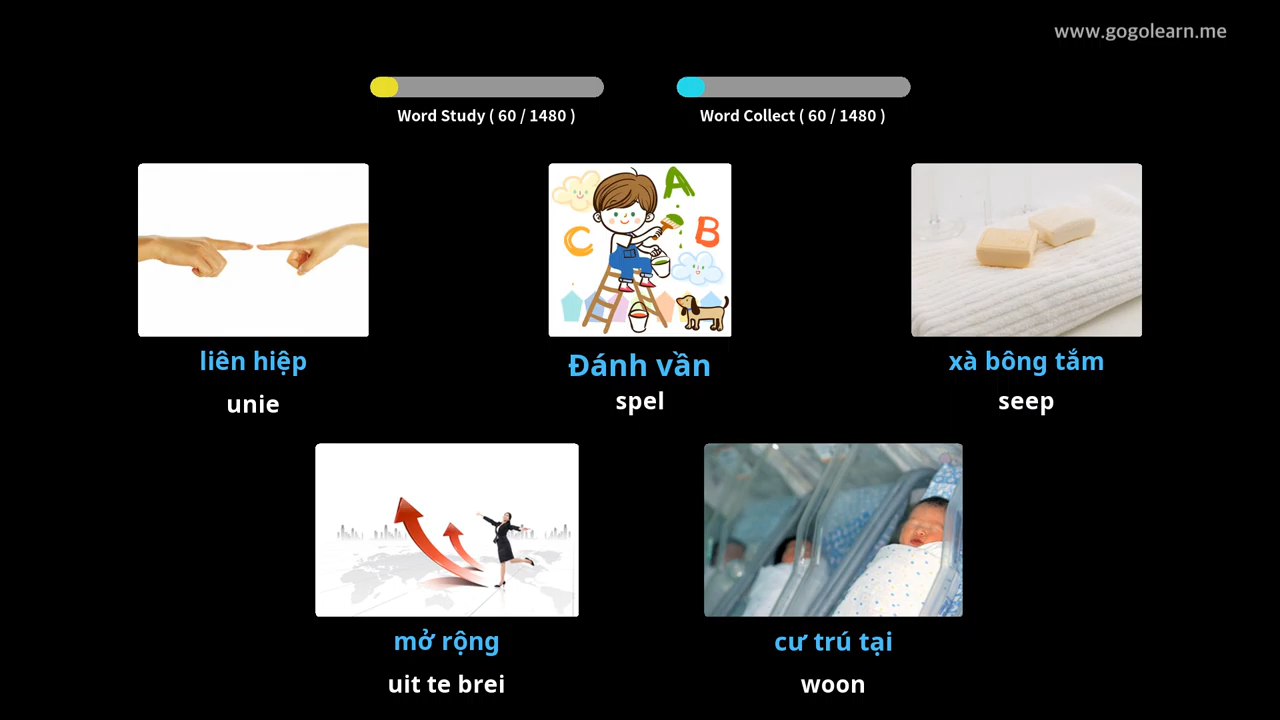 www.gogolearn.me
Word Study ( 60 / 1480 )
Word Collect ( 60 / 1480 )
liên hiệp
unie
Đánh vần
spel
xà bông tắm
seep
A
B
C
mở rộng
uit te brei
cư trú tại
woon